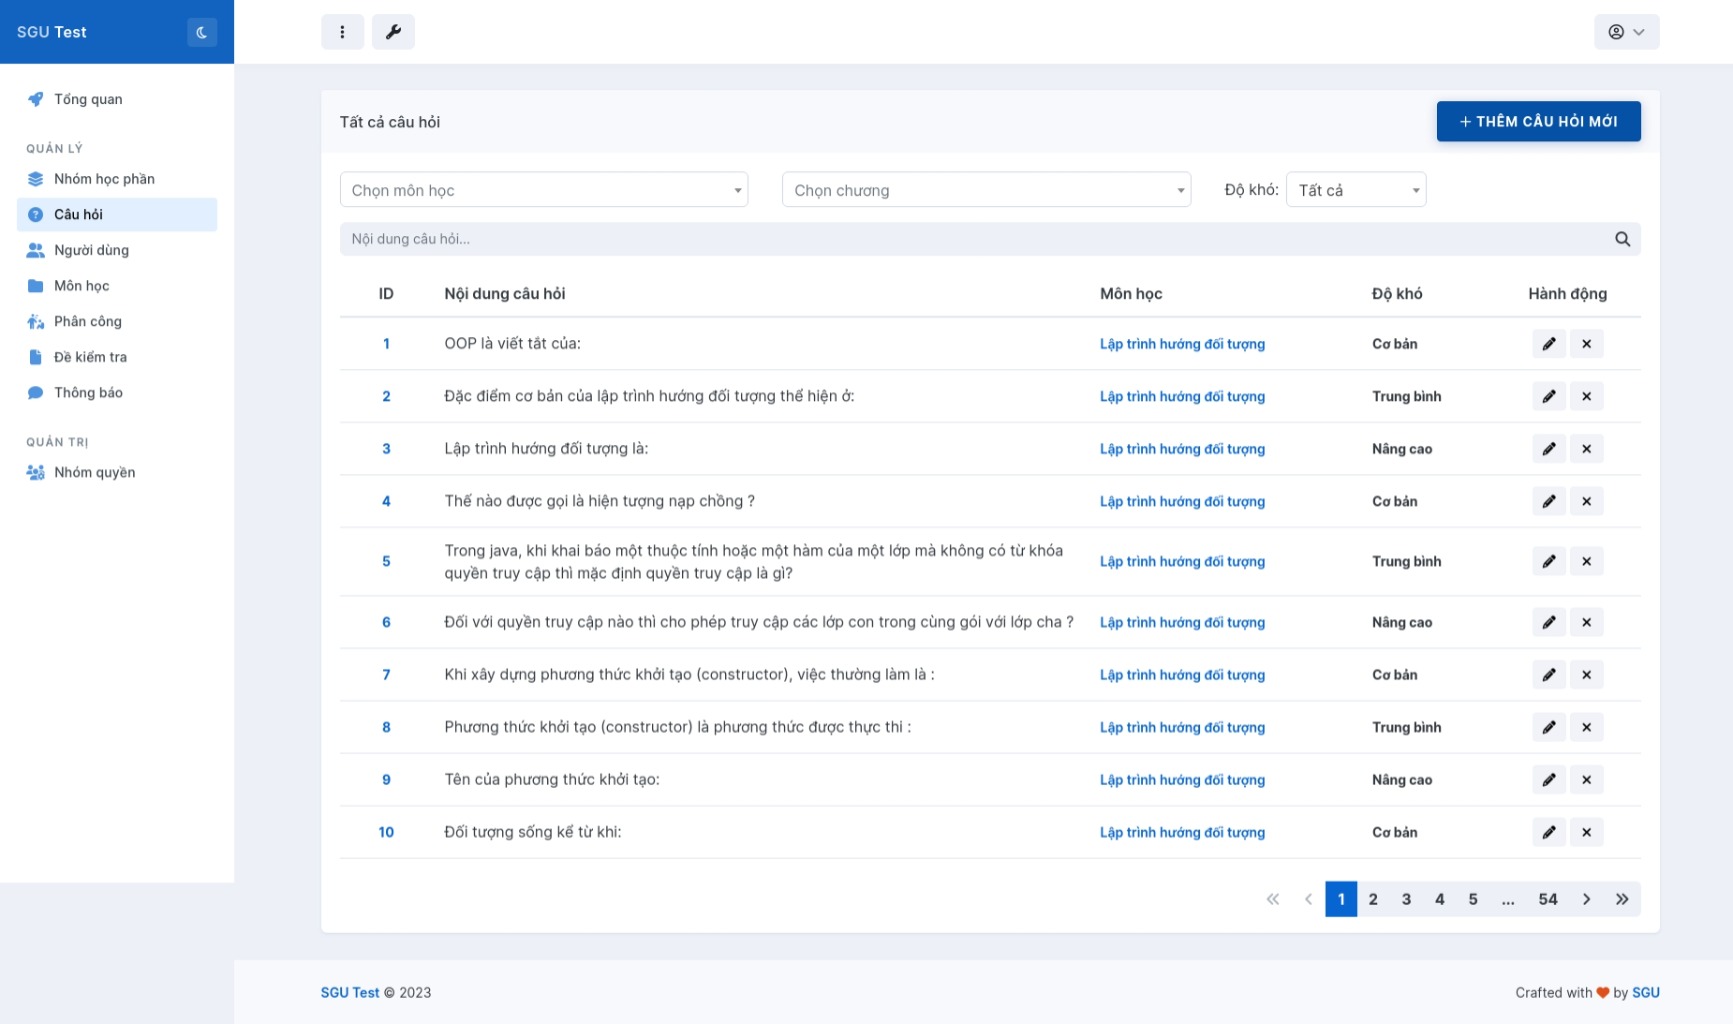 SGU Test
Tổng quan
QUẢN LÝ
Nhóm học phần
Câu hỏi
Người dùng
Môn học
Phân công
Đề kiểm tra
Thông báo
QUẢN TRỊ
Nhóm quyền
Tất cả câu hỏi
+ THÊM CÂU HỎI MỚI
Chọn môn học Chọn chương Độ khó: Tất cả
Nội dung câu hỏi...
ID Nội dung câu hỏi Môn học Độ khó Hành động
1 OOP là viết tắt của: Lập trình hướng đối tượng Cơ bản
2 Đặc điểm cơ bản của lập trình hướng đối tượng thể hiện ở: Lập trình hướng đối tượng Trung bình
3 Lập trình hướng đối tượng là: Lập trình hướng đối tượng Nâng cao
4 Thế nào được gọi là hiện tượng nạp chồng ? Lập trình hướng đối tượng Cơ bản
5 Trong java, khi khai báo một thuộc tính hoặc một hàm của một lớp mà không có từ khóa
quyền truy cập thì mặc định quyền truy cập là gì? Lập trình hướng đối tượng Trung bình
6 Đối với quyền truy cập nào thì cho phép truy cập các lớp con trong cùng gói với lớp cha ? Lập trình hướng đối tượng Nâng cao
7 Khi xây dựng phương thức khởi tạo (constructor), việc thường làm là : Lập trình hướng đối tượng Cơ bản
8 Phương thức khởi tạo (constructor) là phương thức được thực thi : Lập trình hướng đối tượng Trung bình
9 Tên của phương thức khởi tạo: Lập trình hướng đối tượng Nâng cao
10 Đối tượng sống kể từ khi: Lập trình hướng đối tượng Cơ bản
« ‹ 1 2 3 4 5 ... 54 › »
SGU Test © 2023
Crafted with ❤ by SGU